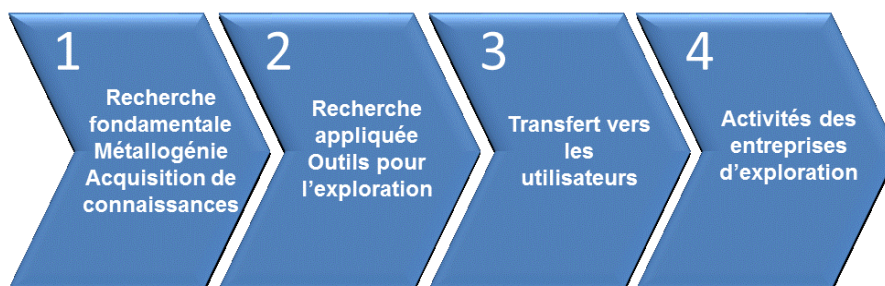 1
Recherche
fondamentale
Métallogénie
Acquisition de
connaissances
2
Recherche
appliquée
Outils pour
l'exploration
3
Transfert vers
les
utilisateurs
4
Activités des
entreprises
d'exploration